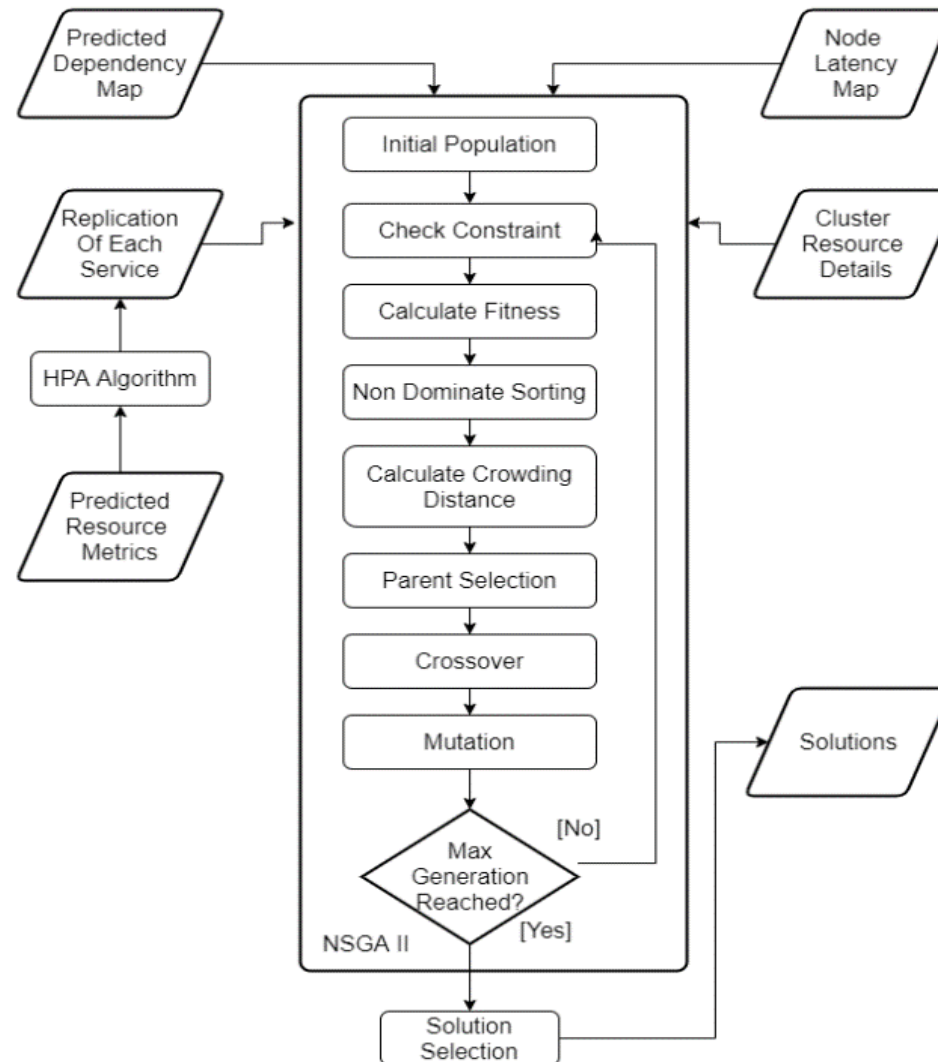 Predicted
Dependency
Map
Node
Latency
Map
Initial Population
Replication
Of Each
Service
Check Constraint
Cluster
Resource
Details
Calculate Fitness
HPA Algorithm
Non Dominate Sorting
Calculate Crowding
Distance
Predicted
Resource
Metrics
Parent Selection
Crossover
Mutation
Solutions
[No]
Max
Generation
Reached?
[Yes]
NSGA II
Solution
Selection